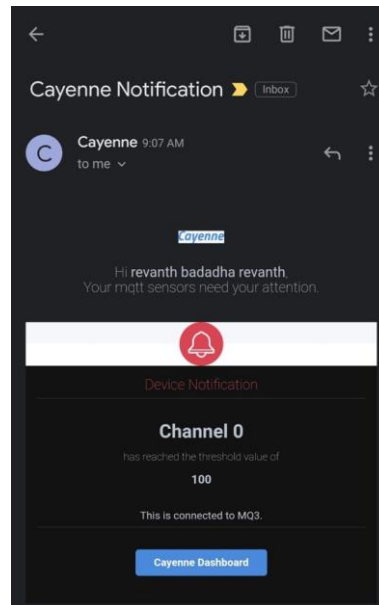 Cayenne Notification Inbox
C
Cayenne 9:07 AM
to me
Cayenne
Hi revanth badadha revanth,
Your mqtt sensors need your attention.
Device Notification
Channel 0
has reached the threshold value of
100
This is connected to MQ3.
Cayenne Dashboard